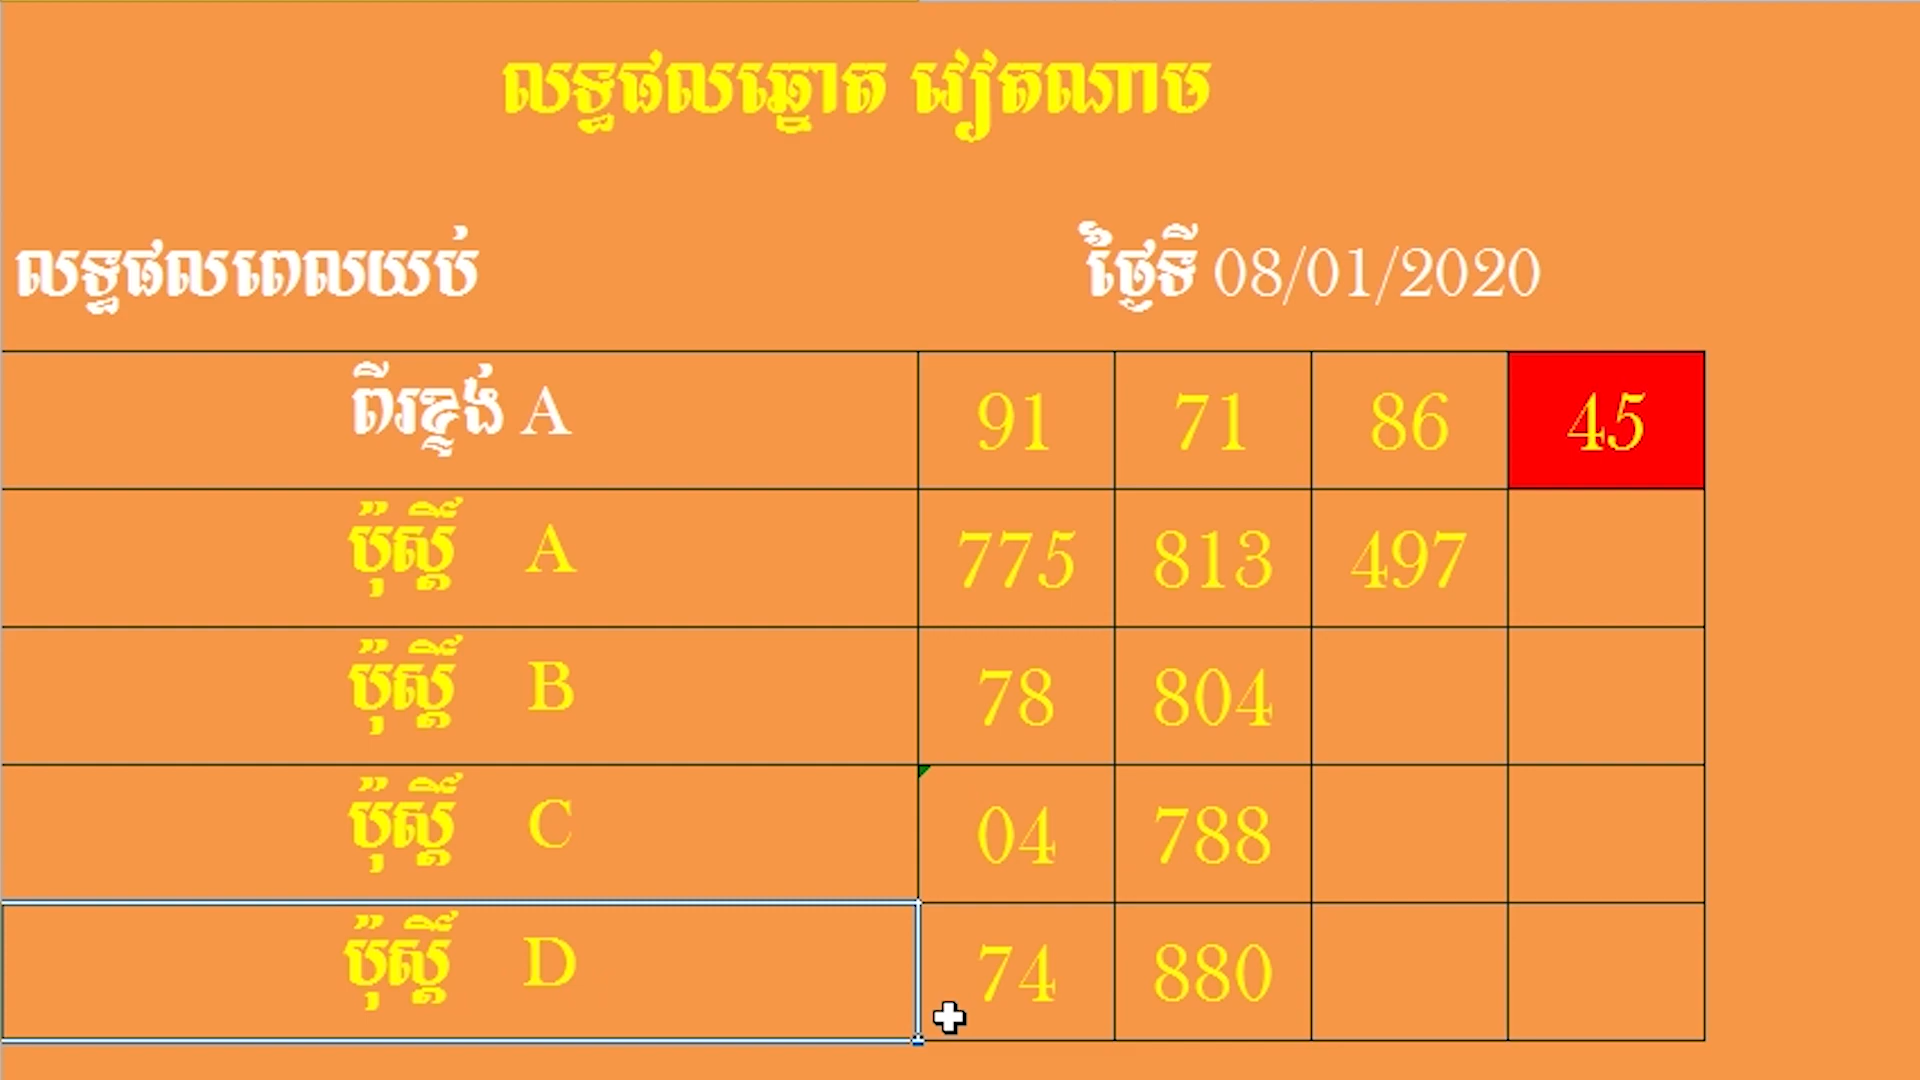 លទ្ធផលឆ្នោត វៀតណាម
លទ្ធផលពេលយប់ ថ្ងៃទី 08/01/2020
ពីរខ្ទង់ A 91 71 86 45
ប៉ុស្តិ៍ A 775 813 497
ប៉ុស្តិ៍ B 78 804
ប៉ុស្តិ៍ C 04 788
ប៉ុស្តិ៍ D 74 880